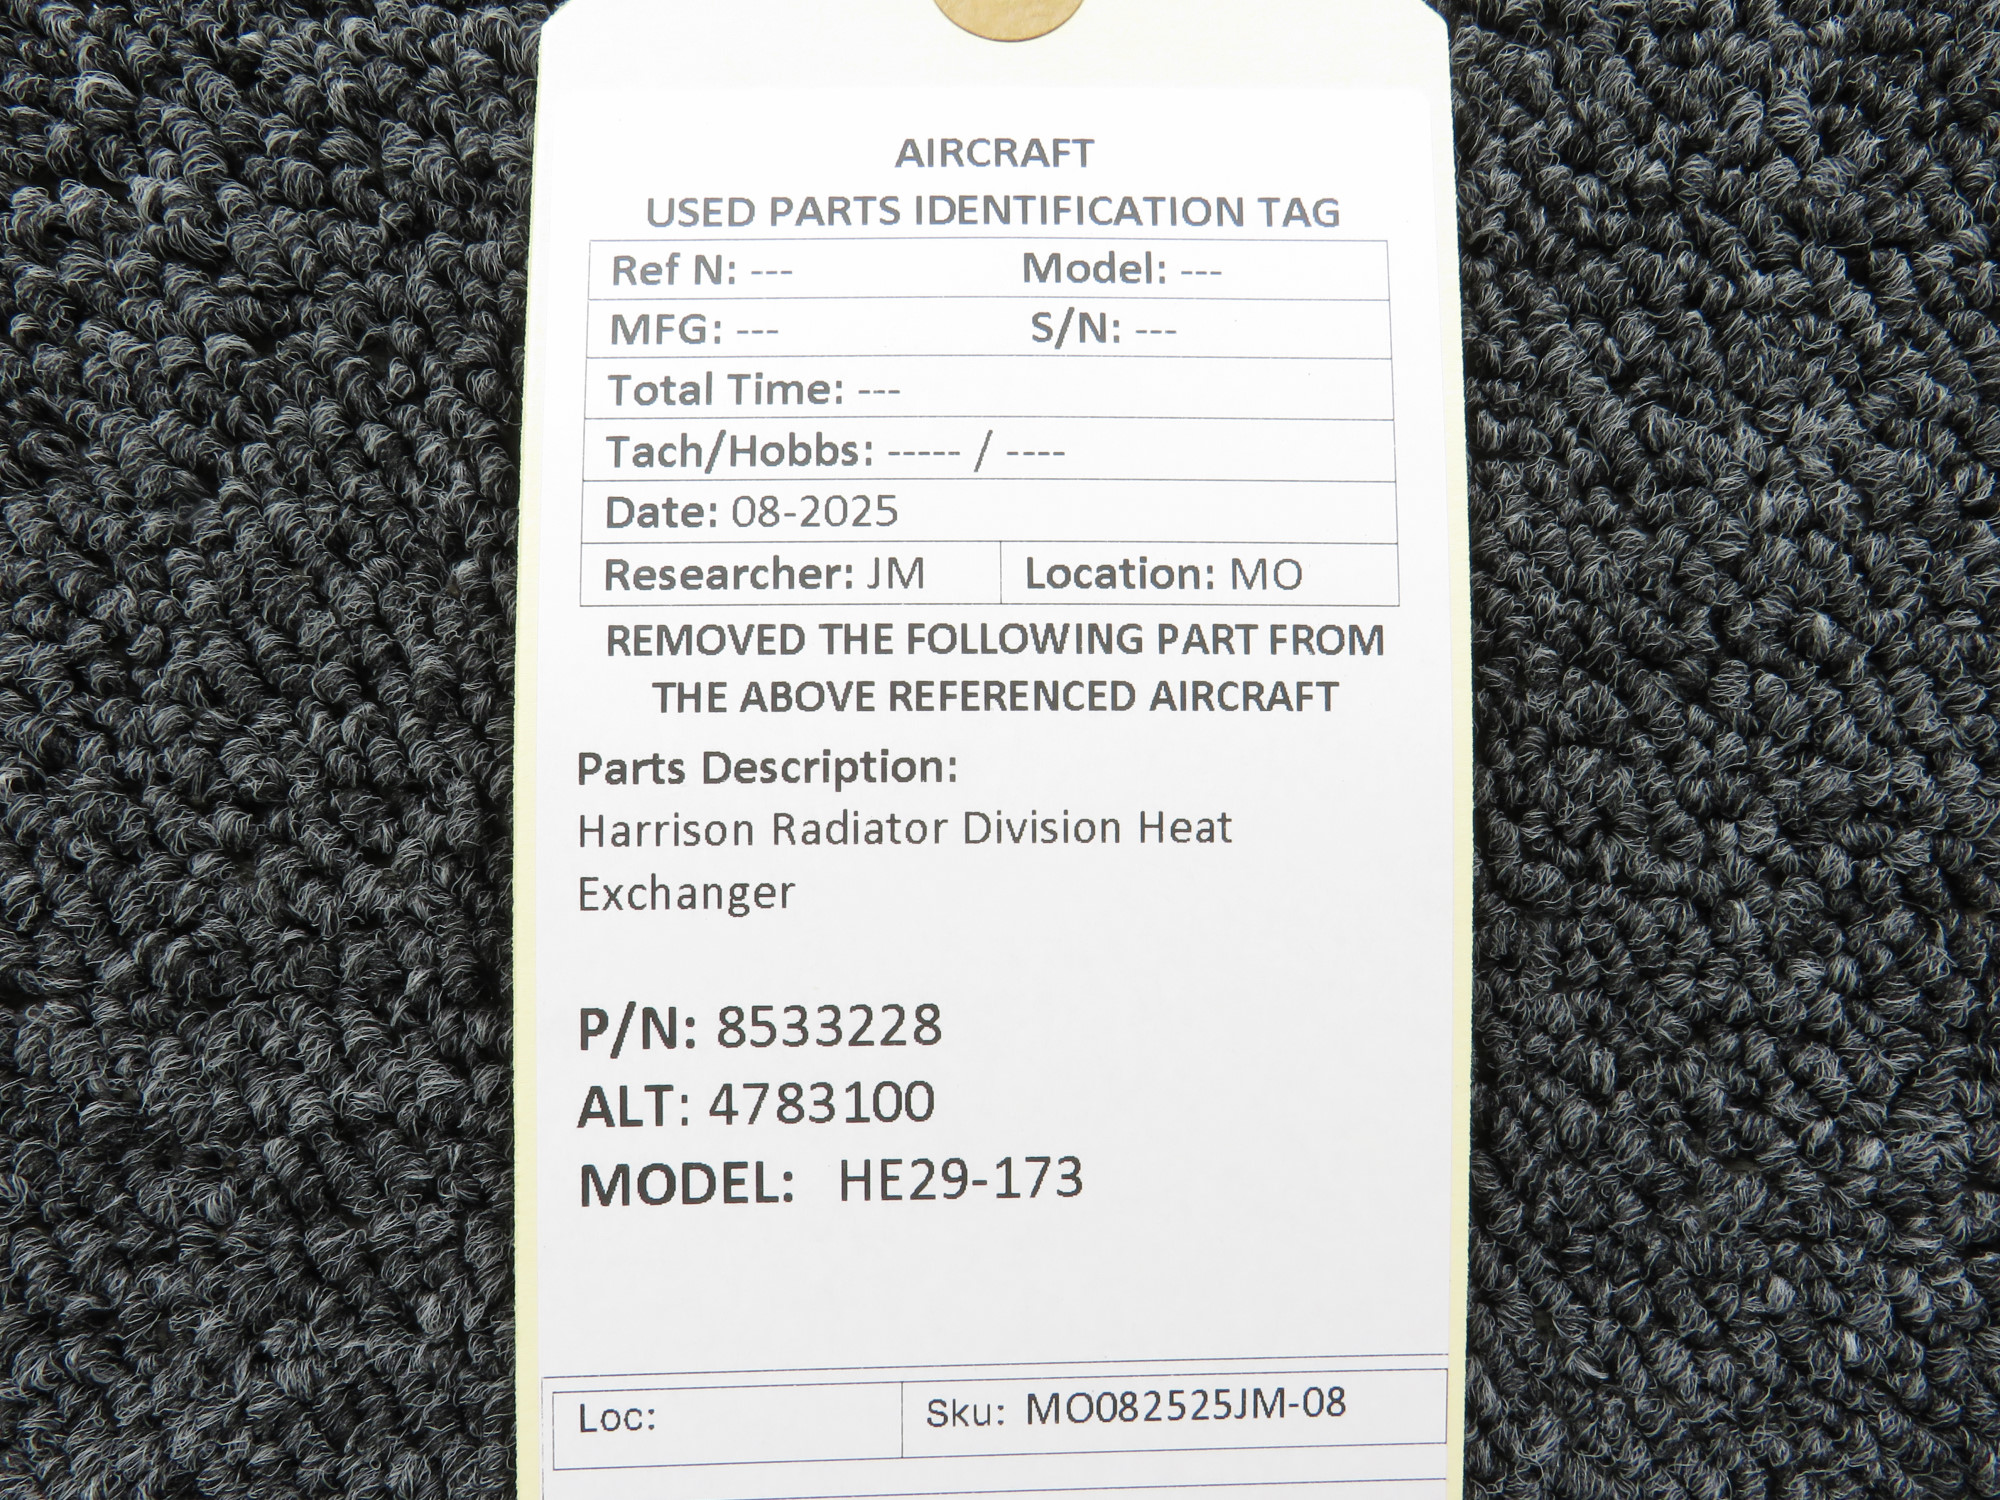 AIRCRAFT
USED PARTS IDENTIFICATION TAG
Ref N: --- Model: ---
MFG: --- S/N: ---
Total Time: ---
Tach/Hobbs: ----- / ----
Date: 08-2025
Researcher: JM Location: MO
REMOVED THE FOLLOWING PART FROM
THE ABOVE REFERENCED AIRCRAFT
Parts Description:
Harrison Radiator Division Heat
Exchanger
P/N: 8533228
ALT: 4783100
MODEL: HE29-173
Loc: Sku: MO082525JM-08